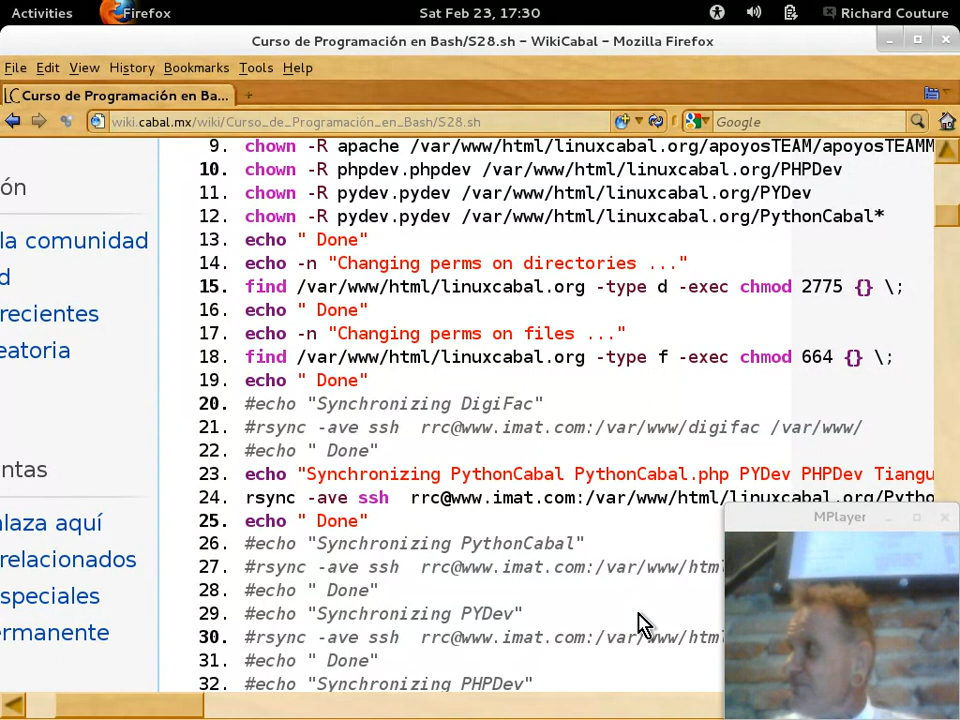 Activities Firefox Sat Feb 23, 17:30 Richard Couture
Curso de Programación en Bash/S28.sh - WikiCabal - Mozilla Firefox
File Edit View History Bookmarks Tools Help
Curso de Programación en Ba...
wiki.cabal.mx/wiki/Curso_de_Programación_en_Bash/S28.sh Google
ón
la comunidad
d
recientes
eatoria
ntas
laza aquí
relacionados
speciales
ermanente
9. chown -R apache /var/www/html/linuxcabal.org/apoyosTEAM/apoyosTEAMM
10. chown -R phpdev.phpdev /var/www/html/linuxcabal.org/PHPDev
11. chown -R pydev.pydev /var/www/html/linuxcabal.org/PYDev
12. chown -R pydev.pydev /var/www/html/linuxcabal.org/PythonCabal*
13. echo " Done"
14. echo -n "Changing perms on directories ..."
15. find /var/www/html/linuxcabal.org -type d -exec chmod 2775 {} \;
16. echo " Done"
17. echo -n "Changing perms on files ..."
18. find /var/www/html/linuxcabal.org -type f -exec chmod 664 {} \;
19. echo " Done"
20. #echo "Synchronizing DigiFac"
21. #rsync -ave ssh  rrc@www.imat.com:/var/www/digifac /var/www/
22. #echo " Done"
23. echo "Synchronizing PythonCabal PythonCabal.php PYDev PHPDev Tiangu
24. rsync -ave ssh  rrc@www.imat.com:/var/www/html/linuxcabal.org/Pytho
25. echo " Done"
26. #echo "Synchronizing PythonCabal"
27. #rsync -ave ssh  rrc@www.imat.com:/var/www/html
28. #echo " Done"
29. #echo "Synchronizing PYDev"
30. #rsync -ave ssh  rrc@www.imat.com:/var/www/html
31. #echo " Done"
32. #echo "Synchronizing PHPDev"
MPlayer